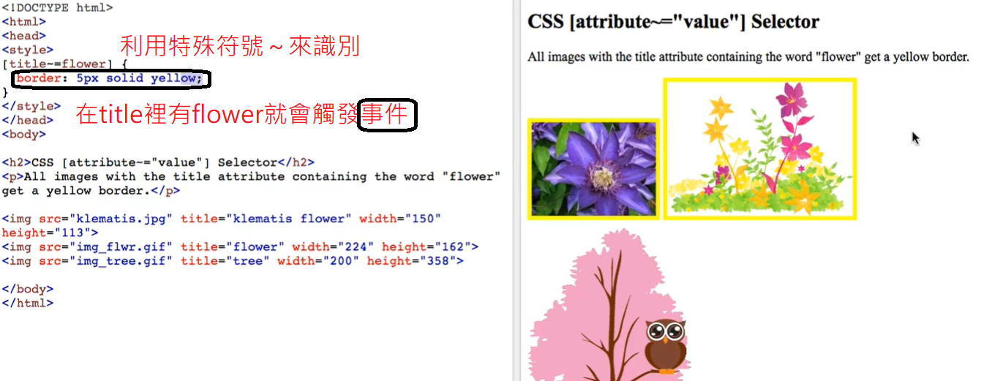 <!DOCTYPE html>
<html>
<head>
<style>
[title~=flower] {
border: 5px solid yellow;
}
</style>
</head>
<body>
<h2>CSS [attribute~="value"] Selector</h2>
<p>All images with the title attribute containing the word "flower"
get a yellow border.</p>
<img src="klematis.jpg" title="klematis flower" width="150"
height="113">
<img src="img_flwr.gif" title="flower" width="224" height="162">
<img src="img_tree.gif" title="tree" width="200" height="358">
</body>
</html>
利用特殊符號~來識別
在title裡有flower就會觸發事件
CSS [attribute~="value"] Selector
All images with the title attribute containing the word "flower" get a yellow border.